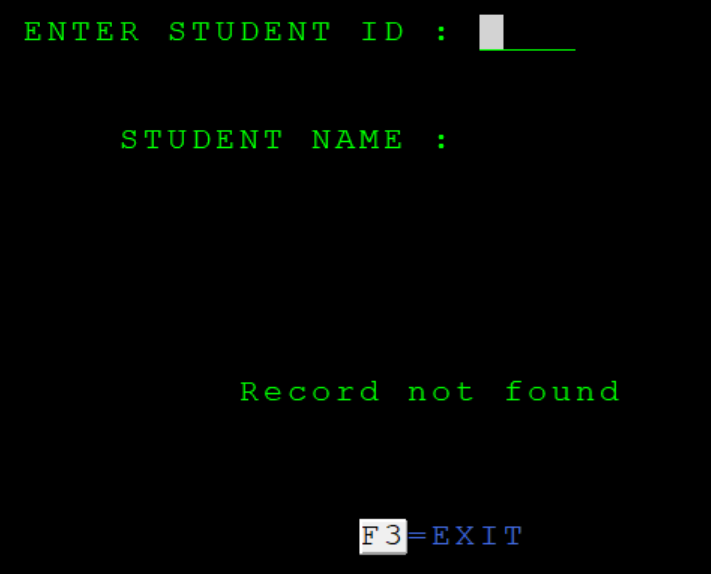 ENTER STUDENT ID :
STUDENT NAME :
Record not found
F3=EXIT